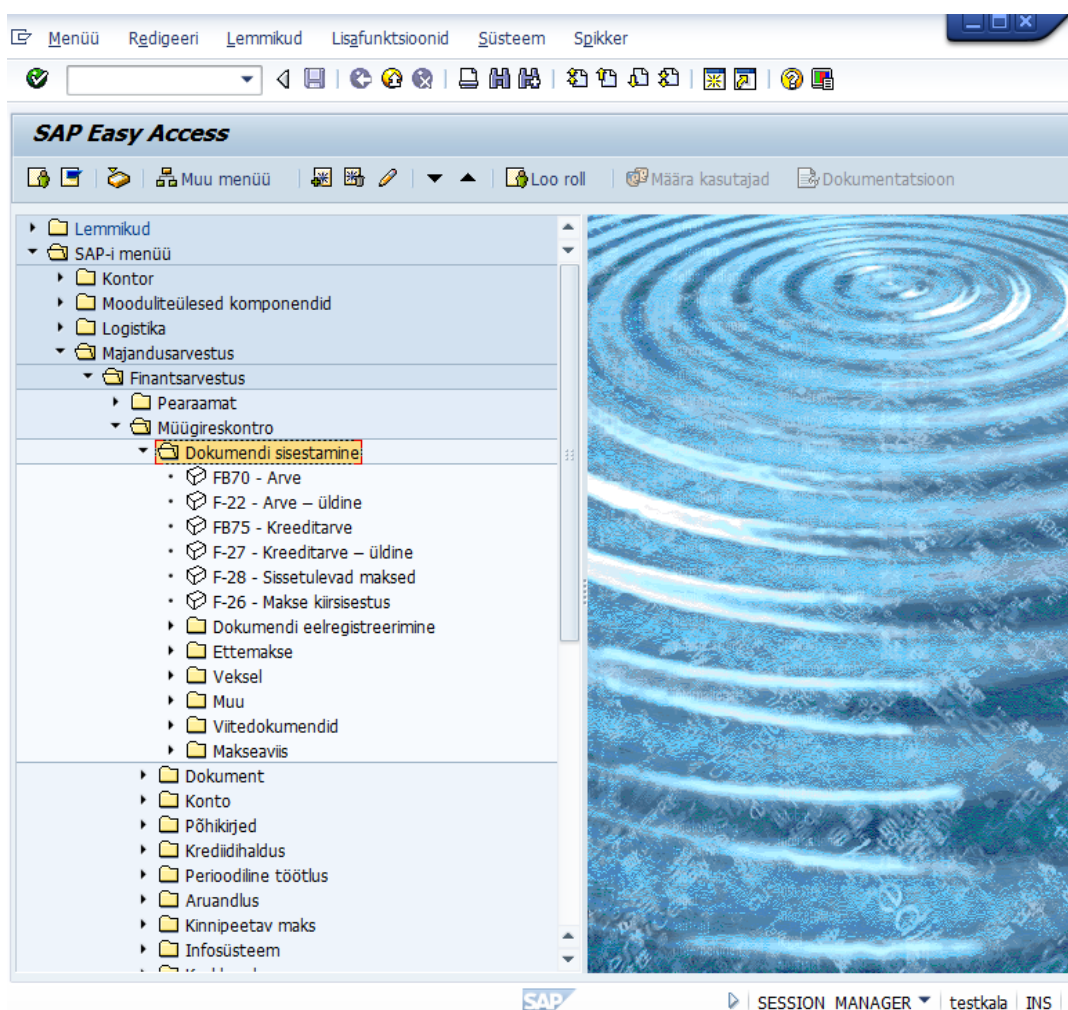 Menüü Redigeeri Lemmikud Lisafunktsioonid Süsteem Spikker
SAP Easy Access
Muu menüü Loo roll Määra kasutajad Dokumentatsioon
Lemmikud
SAP-i menüü
Kontor
Mooduliteülesed komponendid
Logistika
Majandusarvestus
Finantsarvestus
Pearaamat
Müügireskontro
Dokumendi sisestamine
FB70 - Arve
F-22 - Arve – üldine
FB75 - Kreeditarve
F-27 - Kreeditarve – üldine
F-28 - Sissetulevad maksed
F-26 - Makse kiirsisestus
Dokumendi eelregistreerimine
Ettemakse
Veksel
Muu
Viitedokumendid
Makseaviis
Dokument
Konto
Põhikirjed
Krediidihaldus
Perioodiline töötlus
Aruandlus
Kinnipeetav maks
Infosüsteem
SAP SESSION_MANAGER testkala INS